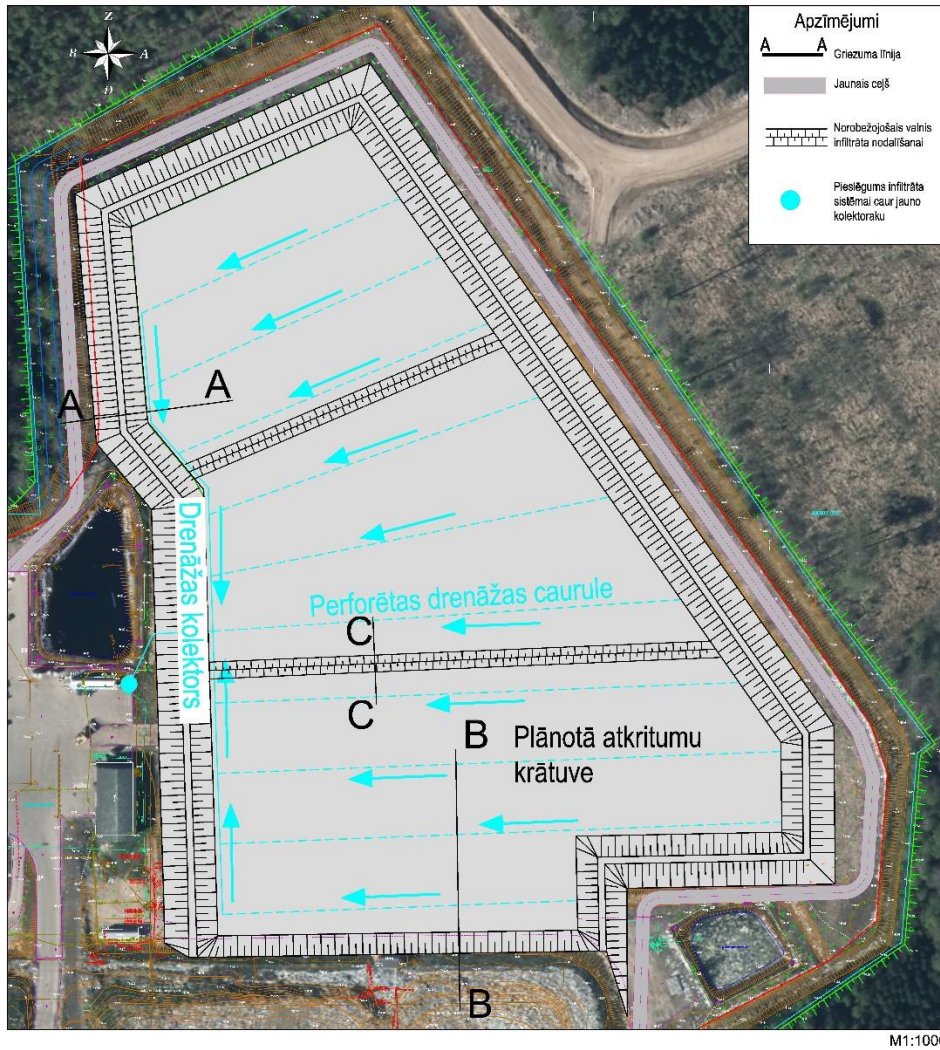 Z
R A
D
Apzīmējumi
A A
Griezuma līnija
Jaunais ceļš
Norobežojošais valnis
infiltrāta nodalīšanai
Pieslēgums infiltrāta
sistēmai caur jauno
kolektoraku
A A
Drenāžas kolektors
Perforētas drenāžas caurule
C
C
B
Plānotā atkritumu
krātuve
B
M1:1000